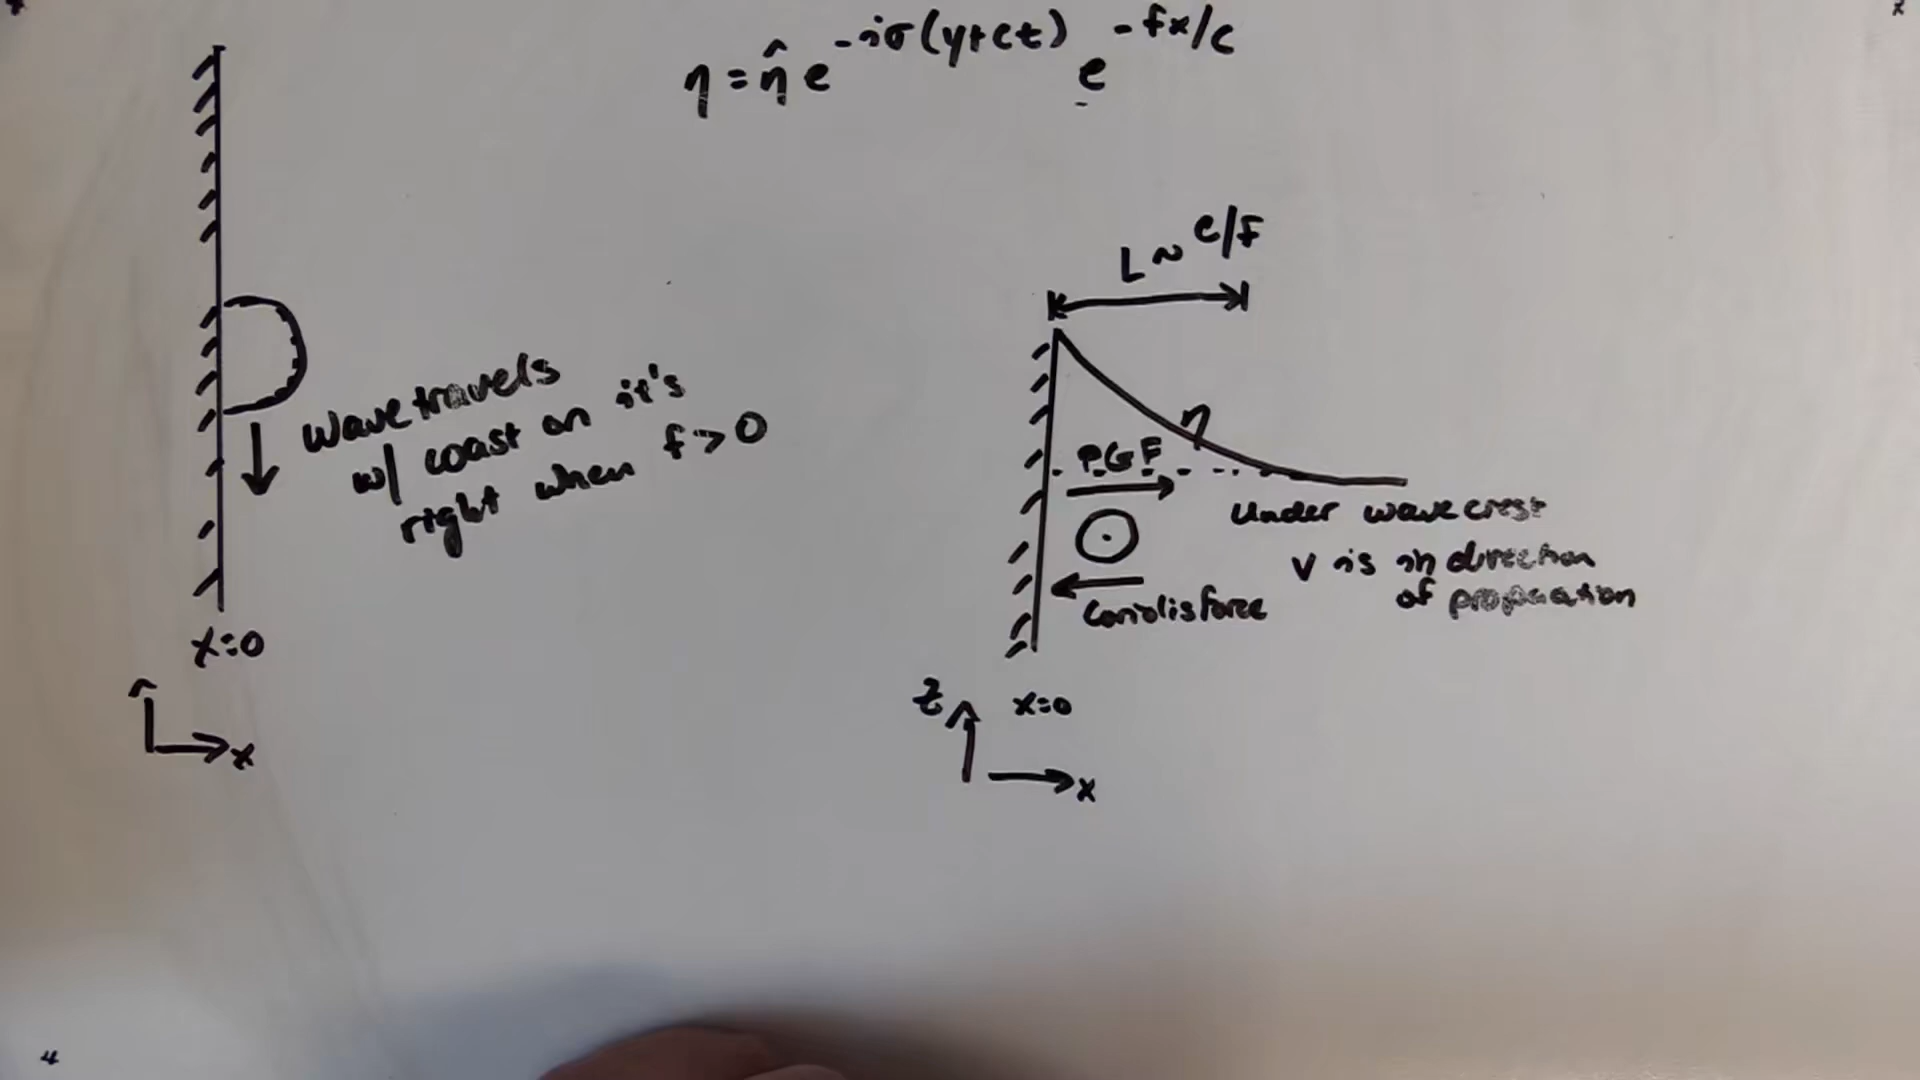 η = η̂ e^{-iσ(y+ct)} e^{-fx/c}
L ~ c/f
wave travels
w/ coast on it's
right when f>0
η
PGF
under wave crest
v is in direction
of propagation
Coriolis force
x=0
x
z
x=0
x